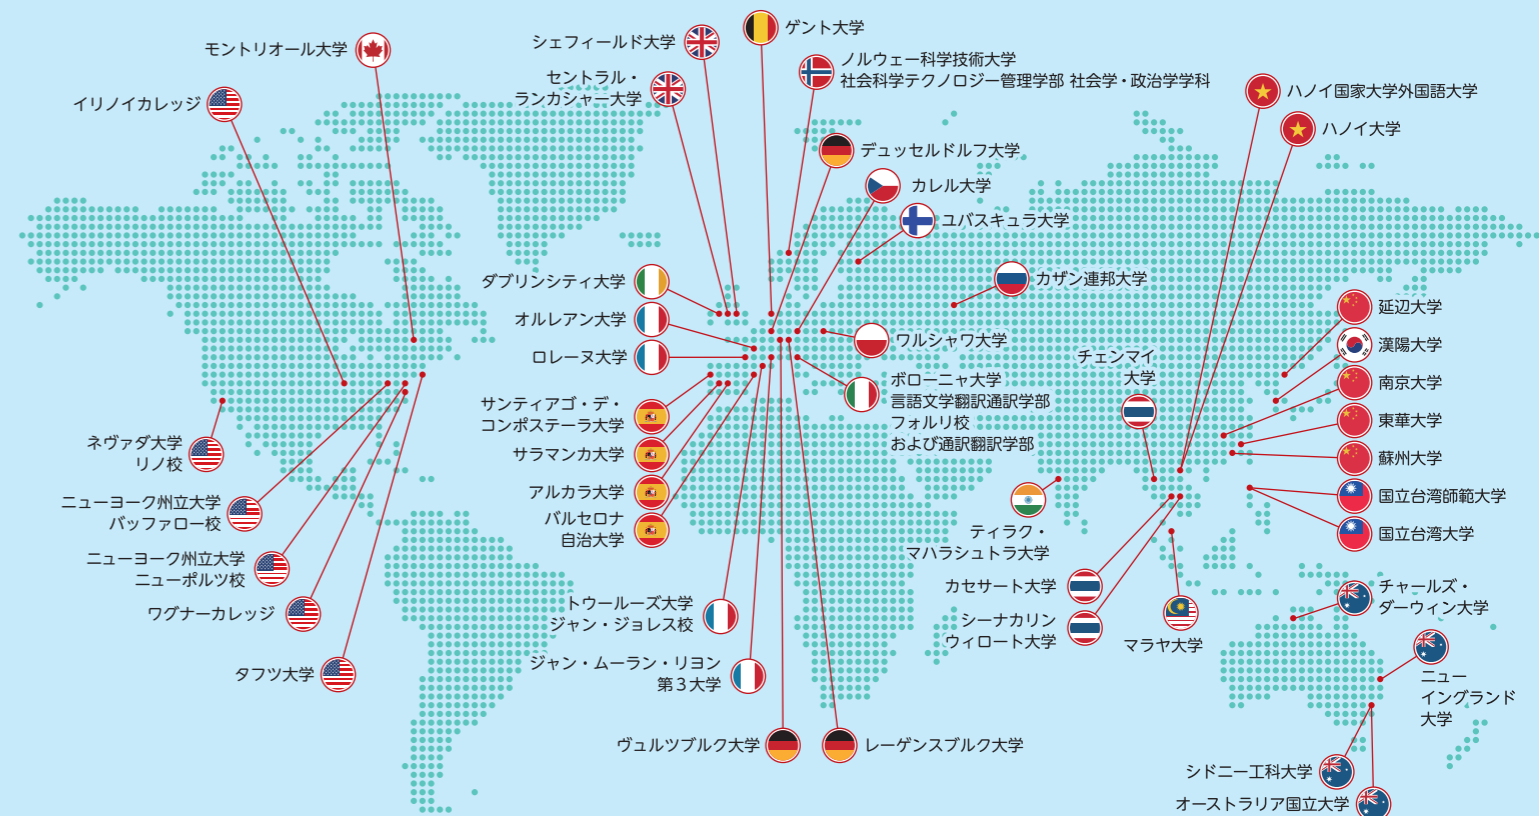 モントリオール大学
イリノイカレッジ
シェフィールド大学
セントラル・
ランカシャー大学
ゲント大学
ノルウェー科学技術大学
社会科学テクノロジー管理学部 社会学・政治学学科
デュッセルドルフ大学
カレル大学
ユバスキュラ大学
カザン連邦大学
ハノイ国家大学外国語大学
ハノイ大学
ダブリンシティ大学
オルレアン大学
ロレーヌ大学
サンティアゴ・デ・
コンポステーラ大学
サラマンカ大学
アルカラ大学
バルセロナ
自治大学
ワルシャワ大学
ボローニャ大学
言語文学翻訳通訳学部
フォルリ校
および通訳翻訳学部
チェンマイ
大学
延辺大学
漢陽大学
南京大学
東華大学
蘇州大学
国立台湾師範大学
国立台湾大学
ネヴァダ大学
リノ校
ニューヨーク州立大学
バッファロー校
ニューヨーク州立大学
ニューポルツ校
ワグナーカレッジ
タフツ大学
トゥールーズ大学
ジャン・ジョレス校
ジャン・ムーラン・リヨン
第3大学
ヴュルツブルク大学
レーゲンスブルク大学
ティラク・
マハラシュトラ大学
カセサート大学
シーナカリン
ウィロート大学
マラヤ大学
チャールズ・
ダーウィン大学
ニュー
イングランド
大学
シドニー工科大学
オーストラリア国立大学